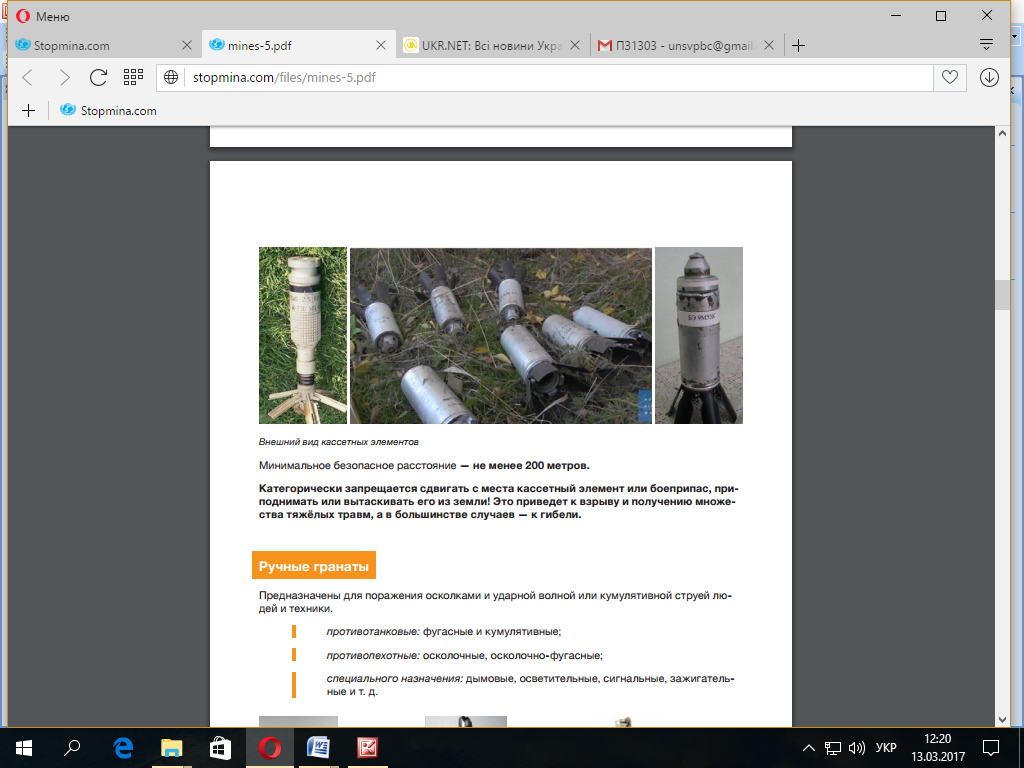 Меню
Stopmina.com
mines-5.pdf
UKR.NET: Всі новини Укра
ПЗ1303 - unsvpbc@gmail.
stopmina.com/files/mines-5.pdf
Stopmina.com
БЭ 9М55К
Внешний вид кассетных элементов
Минимальное безопасное расстояние — не менее 200 метров.
Категорически запрещается сдвигать с места кассетный элемент или боеприпас, при-
поднимать или вытаскивать его из земли! Это приведет к взрыву и получению множе-
ства тяжёлых травм, а в большинстве случаев — к гибели.
Ручные гранаты
Предназначены для поражения осколками и ударной волной или кумулятивной струей лю-
дей и техники.
противотанковые: фугасные и кумулятивные;
противопехотные: осколочные, осколочно-фугасные;
специального назначения: дымовые, осветительные, сигнальные, зажигатель-
ные и т. д.
УКР
12:20
13.03.2017